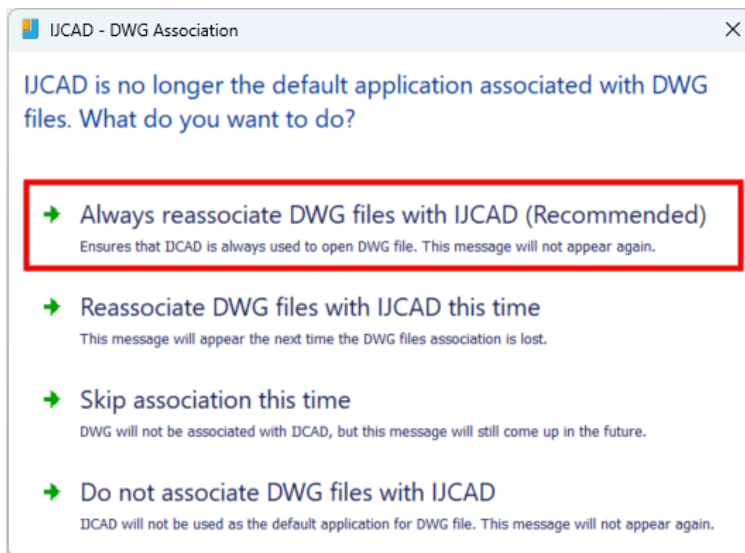 IJCAD - DWG Association
IJCAD is no longer the default application associated with DWG
files. What do you want to do?
Always reassociate DWG files with IJCAD (Recommended)
Ensures that IJCAD is always used to open DWG file. This message will not appear again.
Reassociate DWG files with IJCAD this time
This message will appear the next time the DWG files association is lost.
Skip association this time
DWG will not be associated with IJCAD, but this message will still come up in the future.
Do not associate DWG files with IJCAD
IJCAD will not be used as the default application for DWG file. This message will not appear again.